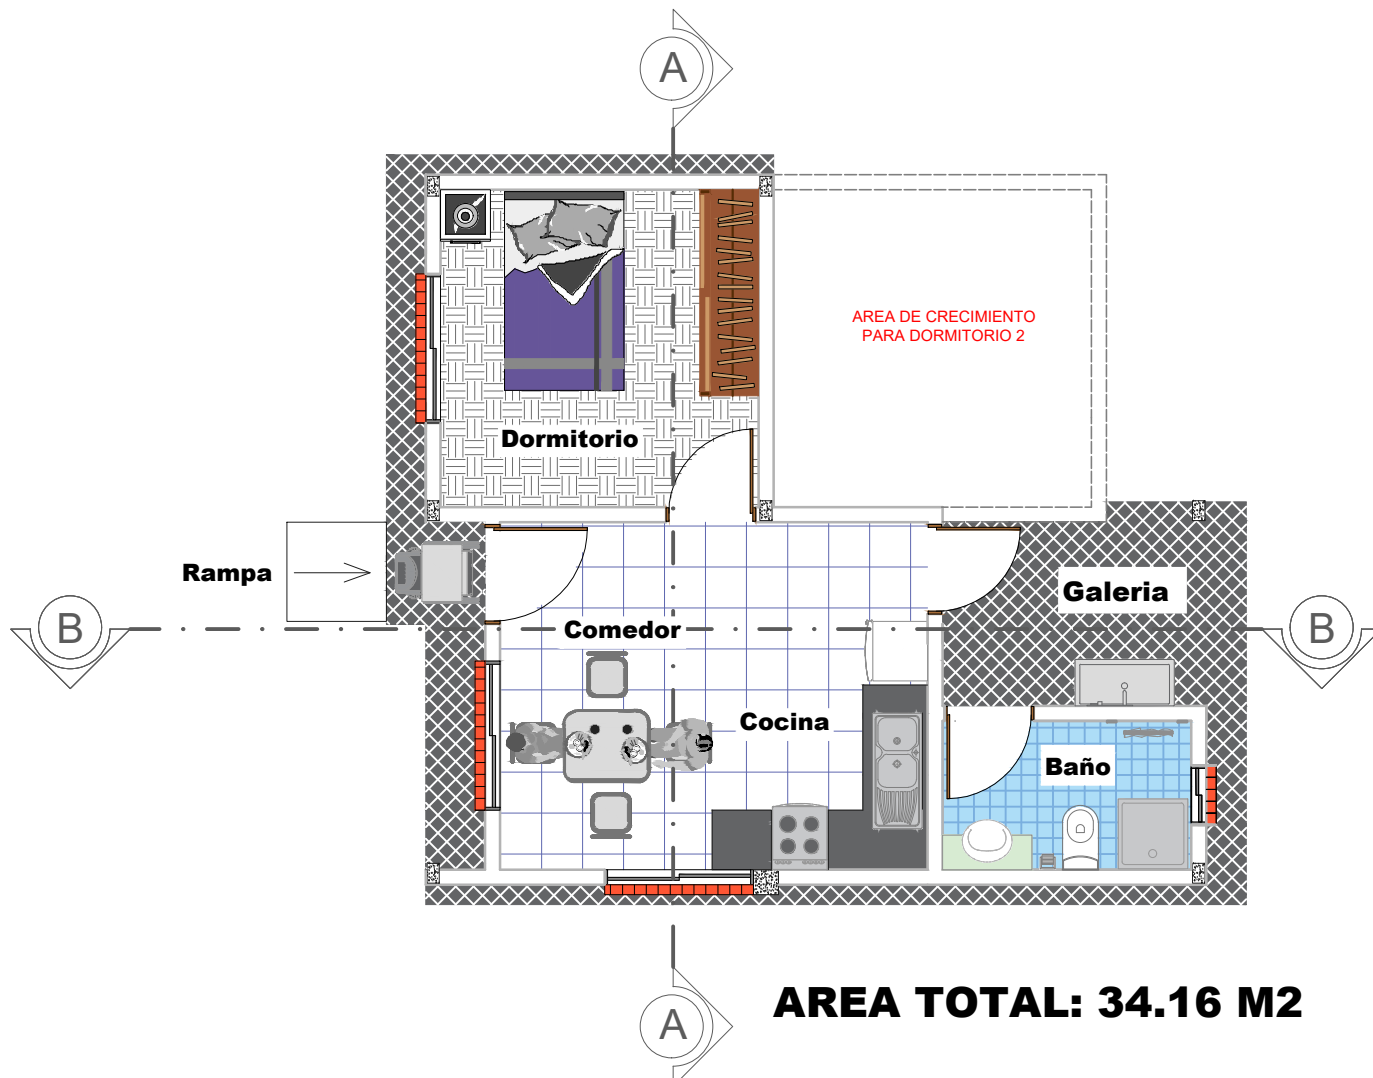 A
AREA DE CRECIMIENTO
PARA DORMITORIO 2
Dormitorio
Rampa
Galeria
B
Comedor
B
Cocina
Baño
AREA TOTAL: 34.16 M2
A